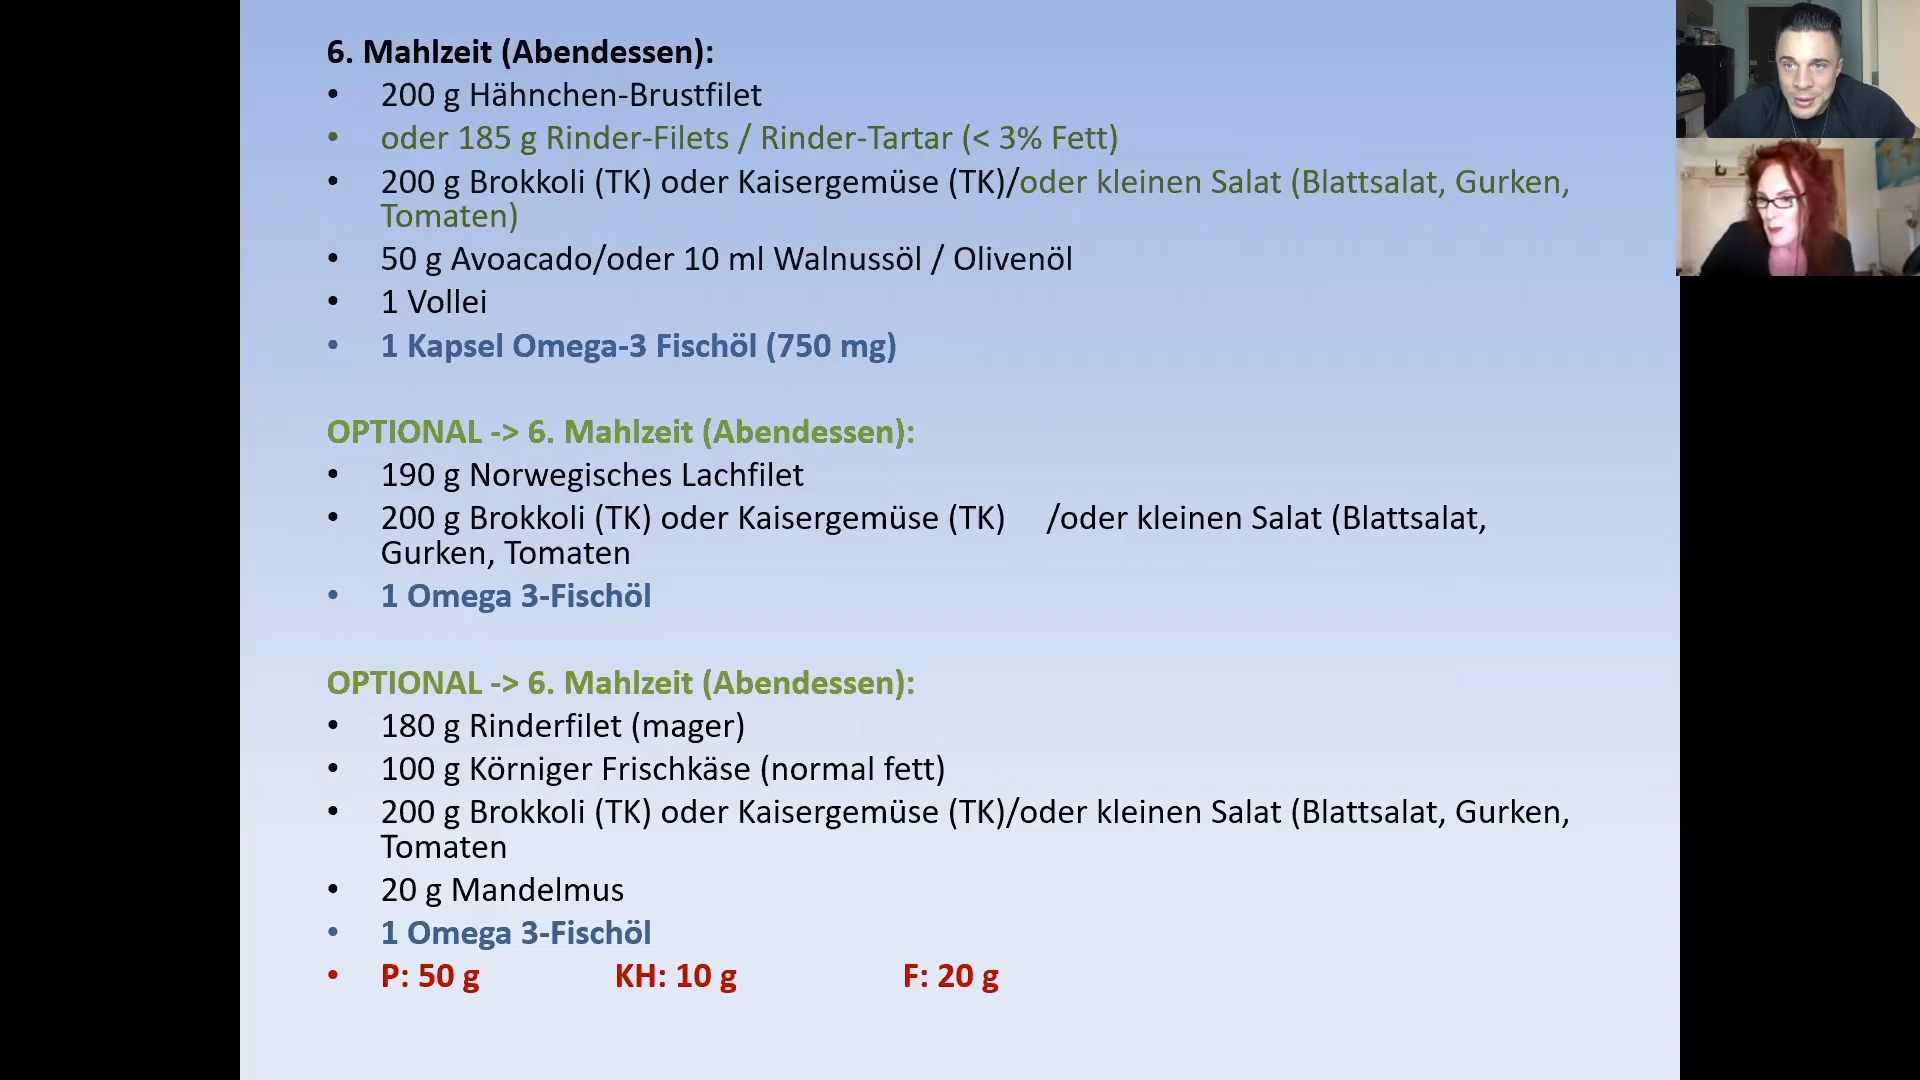 6. Mahlzeit (Abendessen):
• 200 g Hähnchen-Brustfilet
• oder 185 g Rinder-Filets / Rinder-Tartar (< 3% Fett)
• 200 g Brokkoli (TK) oder Kaisergemüse (TK)/oder kleinen Salat (Blattsalat, Gurken,
Tomaten)
• 50 g Avoacado/oder 10 ml Walnussöl / Olivenöl
• 1 Vollei
• 1 Kapsel Omega-3 Fischöl (750 mg)
OPTIONAL -> 6. Mahlzeit (Abendessen):
• 190 g Norwegisches Lachfilet
• 200 g Brokkoli (TK) oder Kaisergemüse (TK) /oder kleinen Salat (Blattsalat,
Gurken, Tomaten
• 1 Omega 3-Fischöl
OPTIONAL -> 6. Mahlzeit (Abendessen):
• 180 g Rinderfilet (mager)
• 100 g Körniger Frischkäse (normal fett)
• 200 g Brokkoli (TK) oder Kaisergemüse (TK)/oder kleinen Salat (Blattsalat, Gurken,
Tomaten
• 20 g Mandelmus
• 1 Omega 3-Fischöl
• P: 50 g KH: 10 g F: 20 g